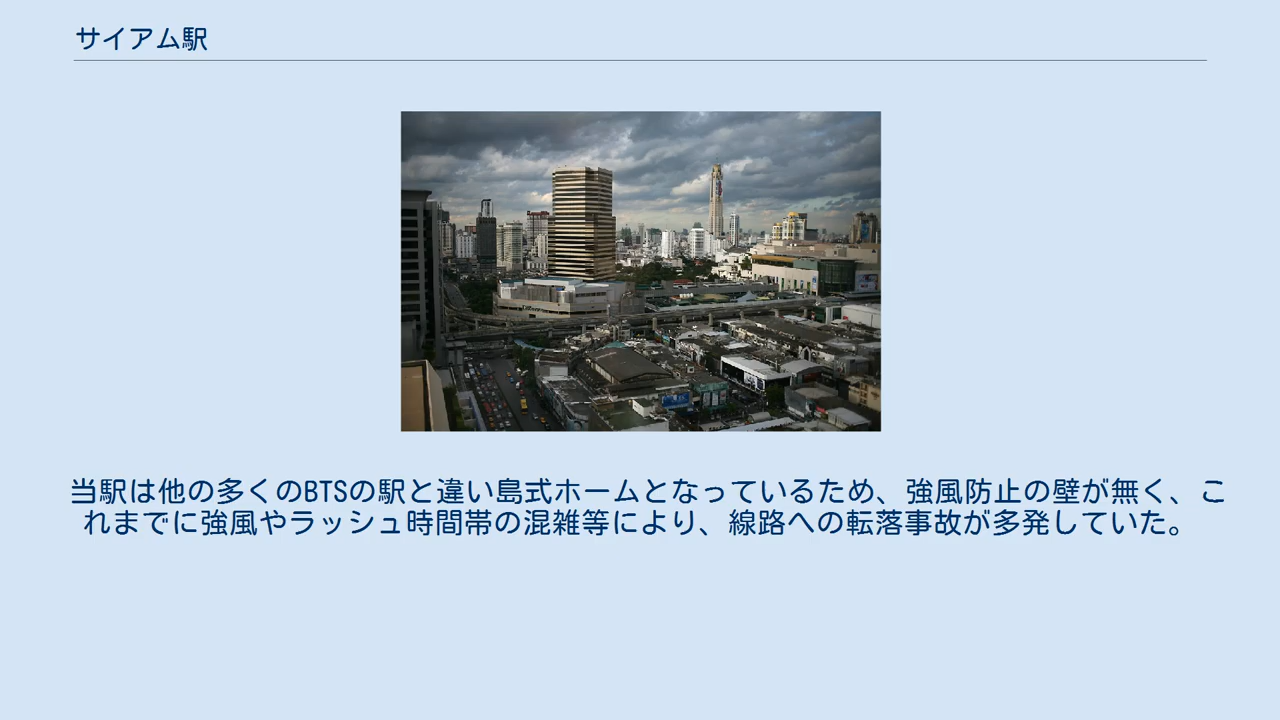 サイアム駅
当駅は他の多くのBTSの駅と違い島式ホームとなっているため、強風防止の壁が無く、こ
れまでに強風やラッシュ時間帯の混雑等により、線路への転落事故が多発していた。